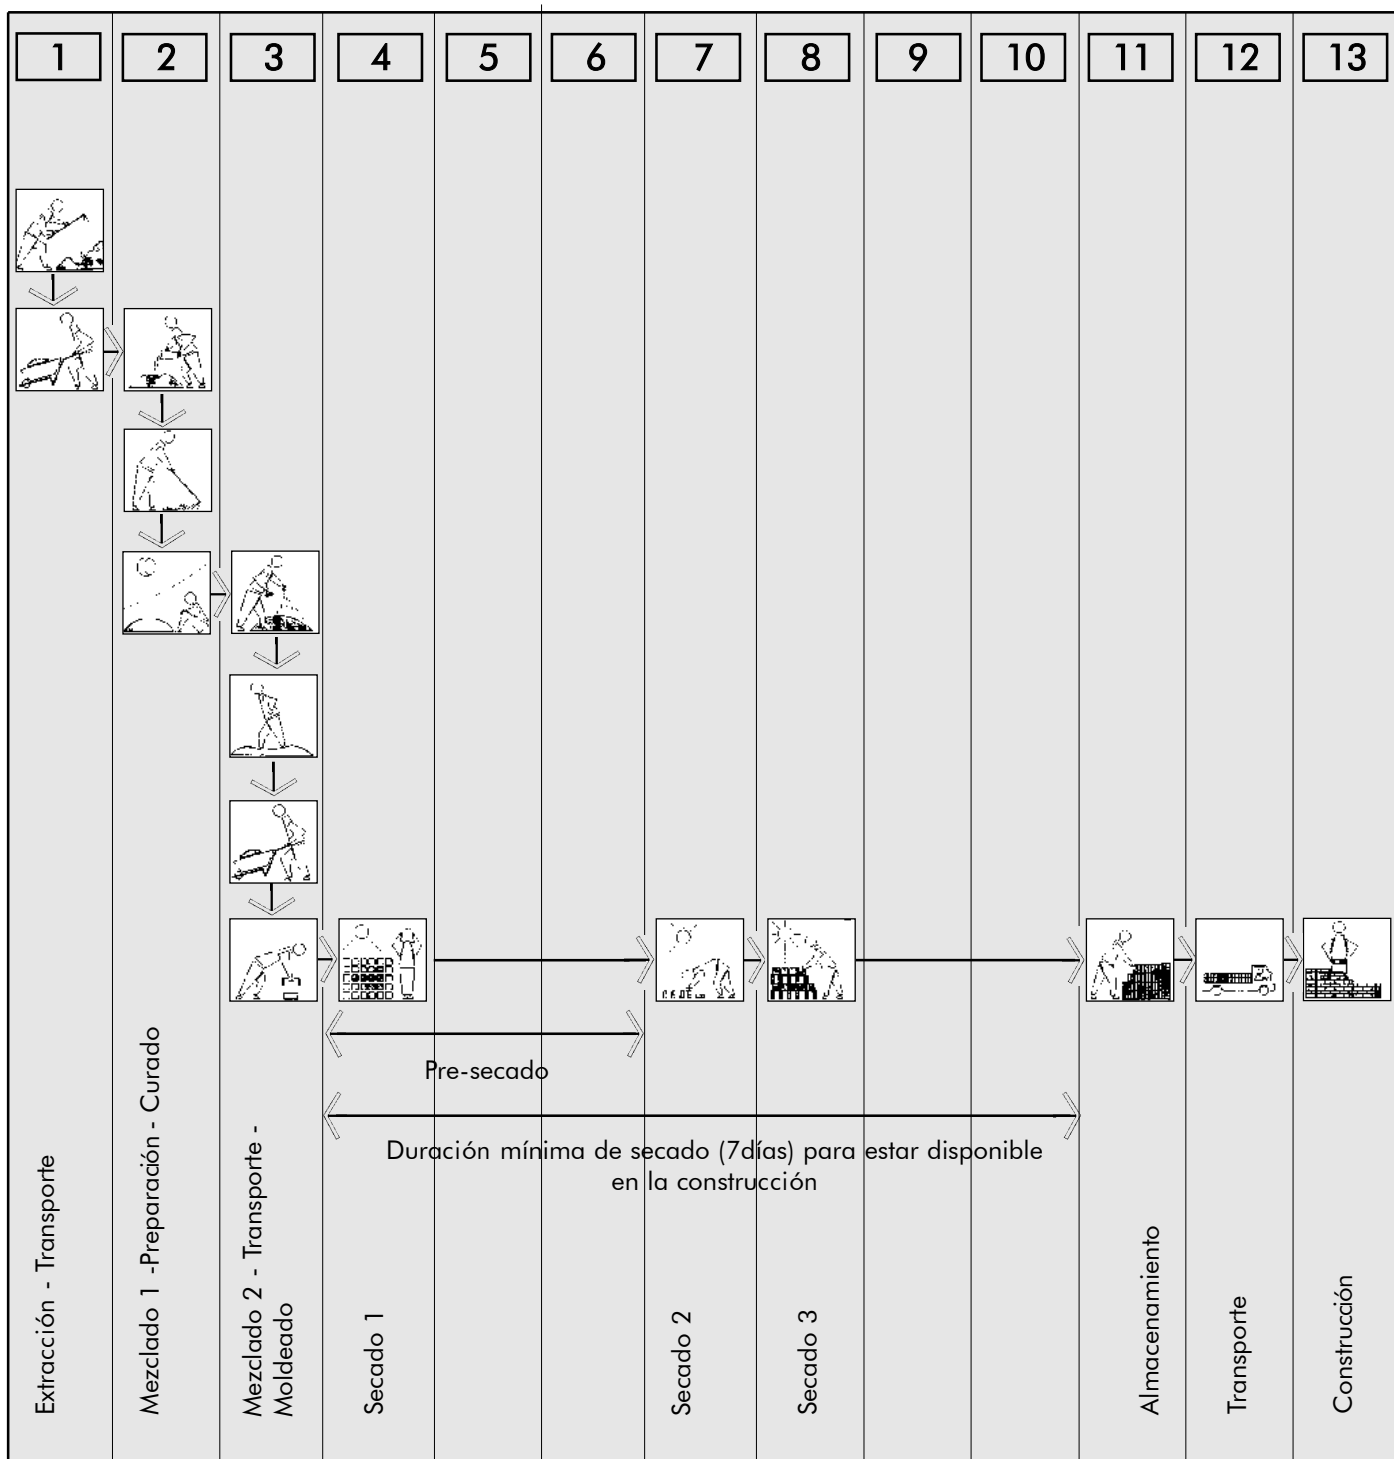 1 2 3 4 5 6 7 8 9 10 11 12 13
Pre-secado
Duración mínima de secado (7días) para estar disponible
en la construcción
Extracción - Transporte
Mezclado 1 -Preparación - Curado
Mezclado 2 - Transporte -
Moldeado
Secado 1
Secado 2
Secado 3
Almacenamiento
Transporte
Construcción